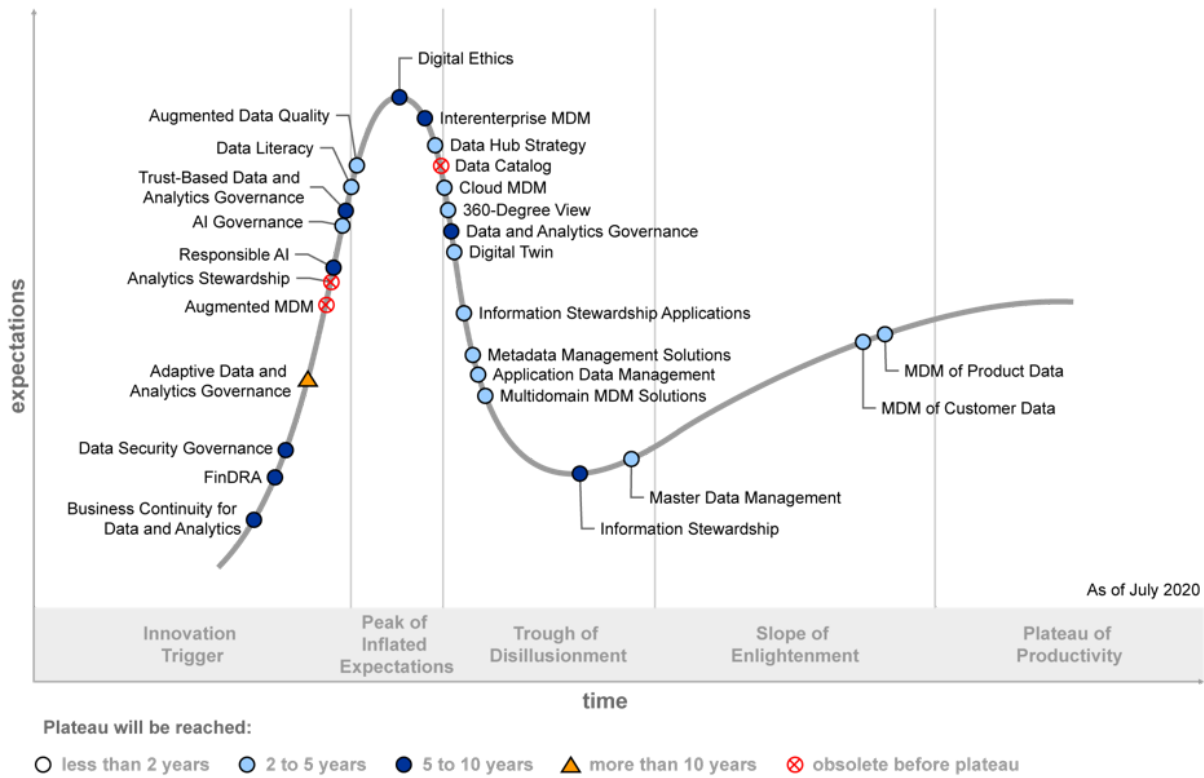 expectations
Digital Ethics
Augmented Data Quality
Interenterprise MDM
Data Literacy
Data Hub Strategy
Data Catalog
Trust-Based Data and
Analytics Governance
Cloud MDM
360-Degree View
AI Governance
Data and Analytics Governance
Responsible AI
Digital Twin
Analytics Stewardship
Augmented MDM
Information Stewardship Applications
Adaptive Data and
Analytics Governance
Metadata Management Solutions
Application Data Management
Multidomain MDM Solutions
MDM of Product Data
MDM of Customer Data
Data Security Governance
FinDRA
Business Continuity for
Data and Analytics
Master Data Management
Information Stewardship
As of July 2020
Innovation
Trigger
Peak of
Inflated
Expectations
Trough of
Disillusionment
Slope of
Enlightenment
Plateau of
Productivity
time
Plateau will be reached:
less than 2 years
2 to 5 years
5 to 10 years
more than 10 years
obsolete before plateau